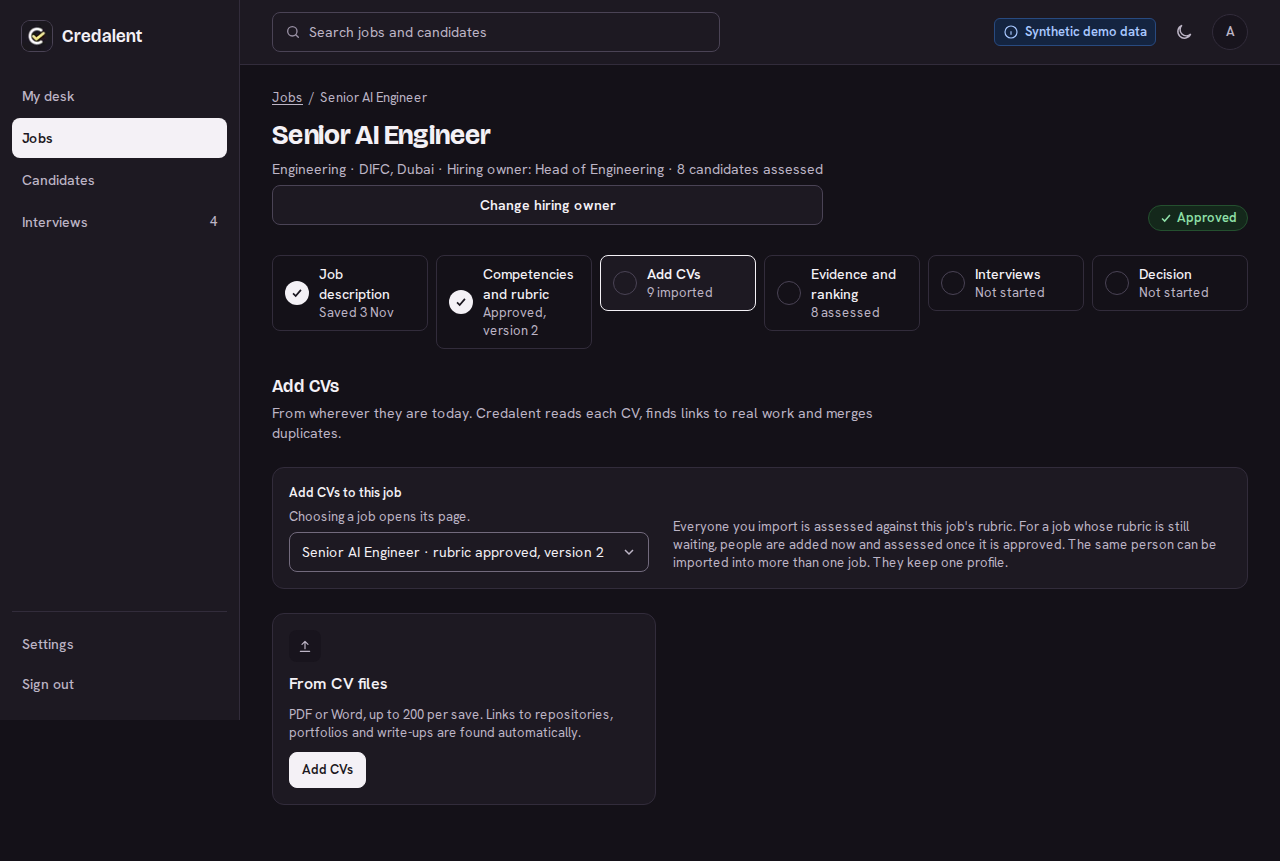 Credalent
Search jobs and candidates
Synthetic demo data
A
My desk
Jobs
Candidates
Interviews 4
Settings
Sign out
Jobs / Senior AI Engineer
Senior AI Engineer
Engineering · DIFC, Dubai · Hiring owner: Head of Engineering · 8 candidates assessed
Change hiring owner
Approved
Job
description
Saved 3 Nov
Competencies
and rubric
Approved,
version 2
Add CVs
9 imported
Evidence and
ranking
8 assessed
Interviews
Not started
Decision
Not started
Add CVs
From wherever they are today. Credalent reads each CV, finds links to real work and merges
duplicates.
Add CVs to this job
Choosing a job opens its page.
Senior AI Engineer · rubric approved, version 2
Everyone you import is assessed against this job's rubric. For a job whose rubric is still
waiting, people are added now and assessed once it is approved. The same person can be
imported into more than one job. They keep one profile.
From CV files
PDF or Word, up to 200 per save. Links to repositories,
portfolios and write-ups are found automatically.
Add CVs